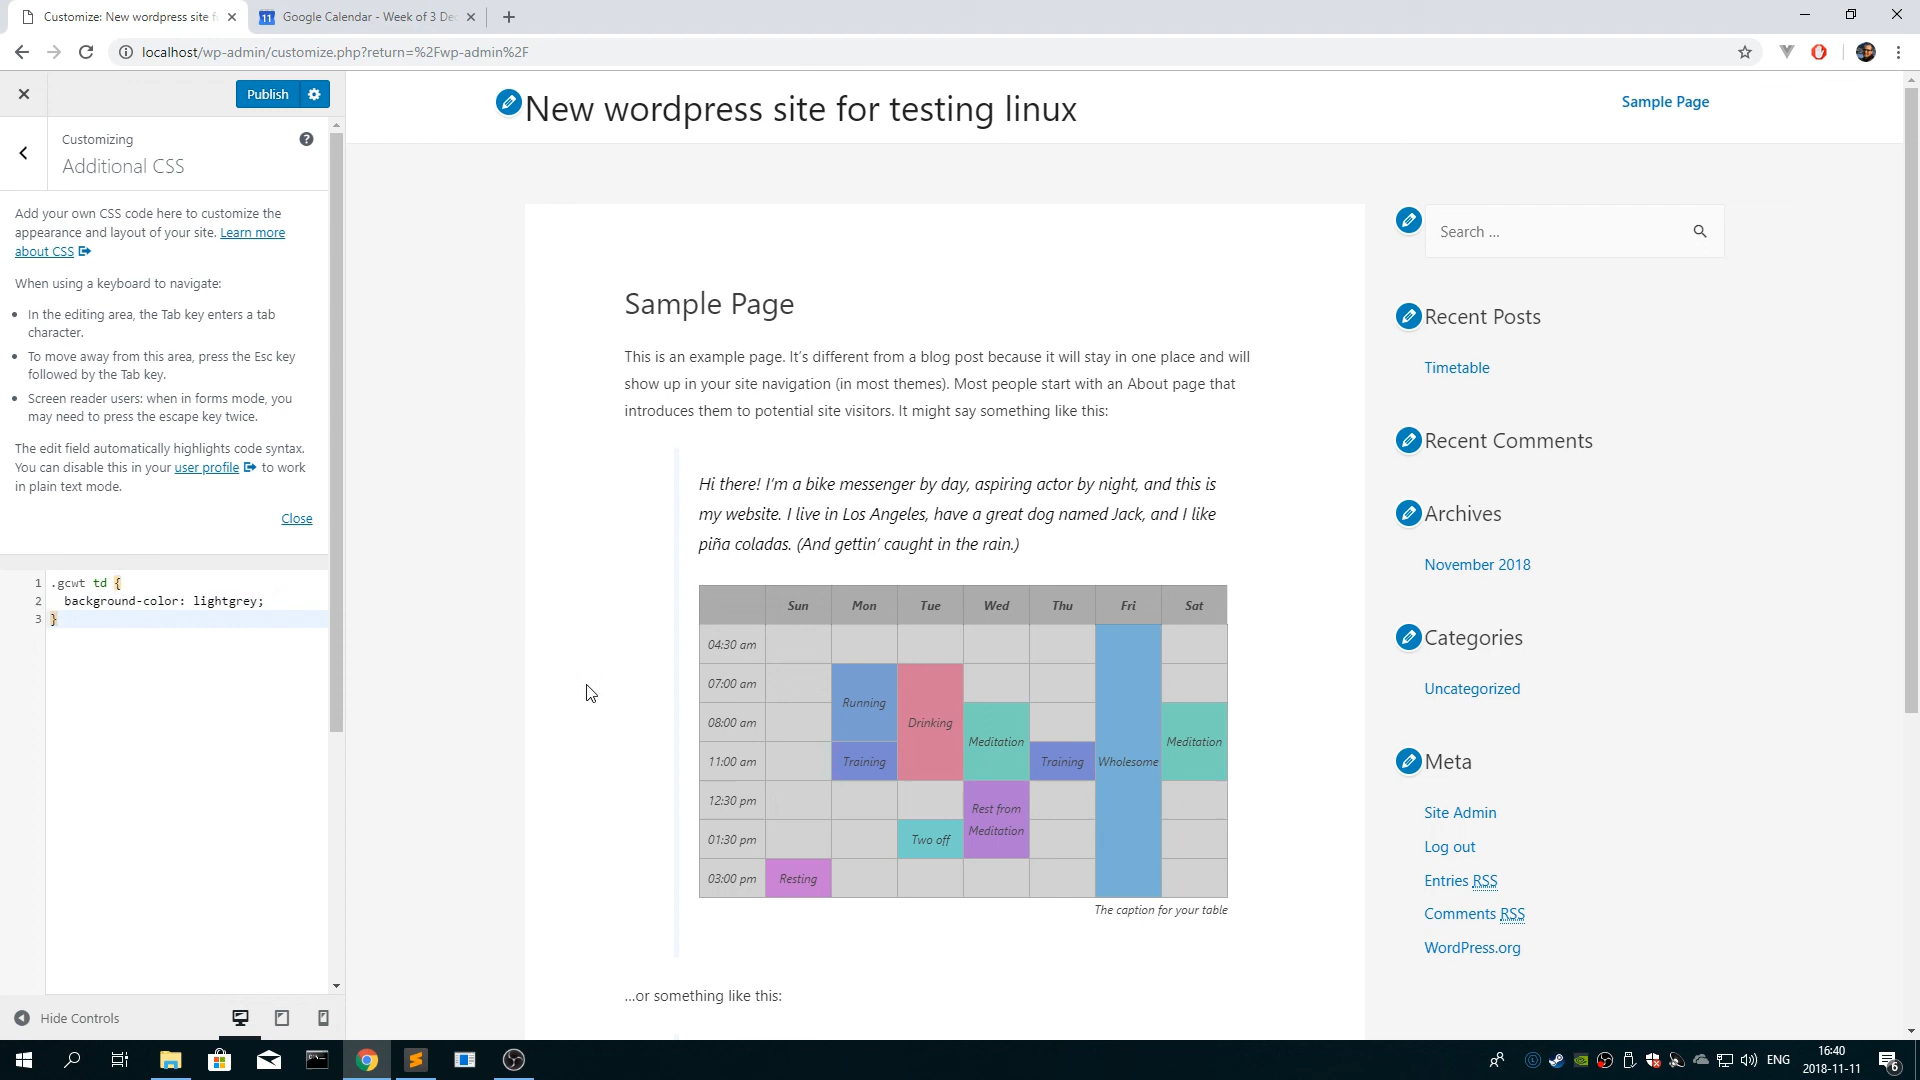 Customize: New wordpress site f
Google Calendar - Week of 3 Dec
localhost/wp-admin/customize.php?return=%2Fwp-admin%2F
Publish
Customizing
Additional CSS
Add your own CSS code here to customize the
appearance and layout of your site. Learn more
about CSS
When using a keyboard to navigate:
In the editing area, the Tab key enters a tab
character.
To move away from this area, press the Esc key
followed by the Tab key.
Screen reader users: when in forms mode, you
may need to press the escape key twice.
The edit field automatically highlights code syntax.
You can disable this in your user profile to work
in plain text mode.
Close
1 .gcwt td {
2 background-color: lightgrey;
3 }
Hide Controls
New wordpress site for testing linux
Sample Page
Sample Page
This is an example page. It’s different from a blog post because it will stay in one place and will
show up in your site navigation (in most themes). Most people start with an About page that
introduces them to potential site visitors. It might say something like this:
Hi there! I’m a bike messenger by day, aspiring actor by night, and this is
my website. I live in Los Angeles, have a great dog named Jack, and I like
piña coladas. (And gettin’ caught in the rain.)
Sun Mon Tue Wed Thu Fri Sat
04:30 am
07:00 am
Running
08:00 am
Drinking
Meditation
Meditation
11:00 am
Training
Training
Wholesome
12:30 pm
Rest from
Meditation
01:30 pm
Two off
03:00 pm
Resting
The caption for your table
...or something like this:
Search ...
Recent Posts
Timetable
Recent Comments
Archives
November 2018
Categories
Uncategorized
Meta
Site Admin
Log out
Entries RSS
Comments RSS
WordPress.org
ENG
16:40
2018-11-11
6